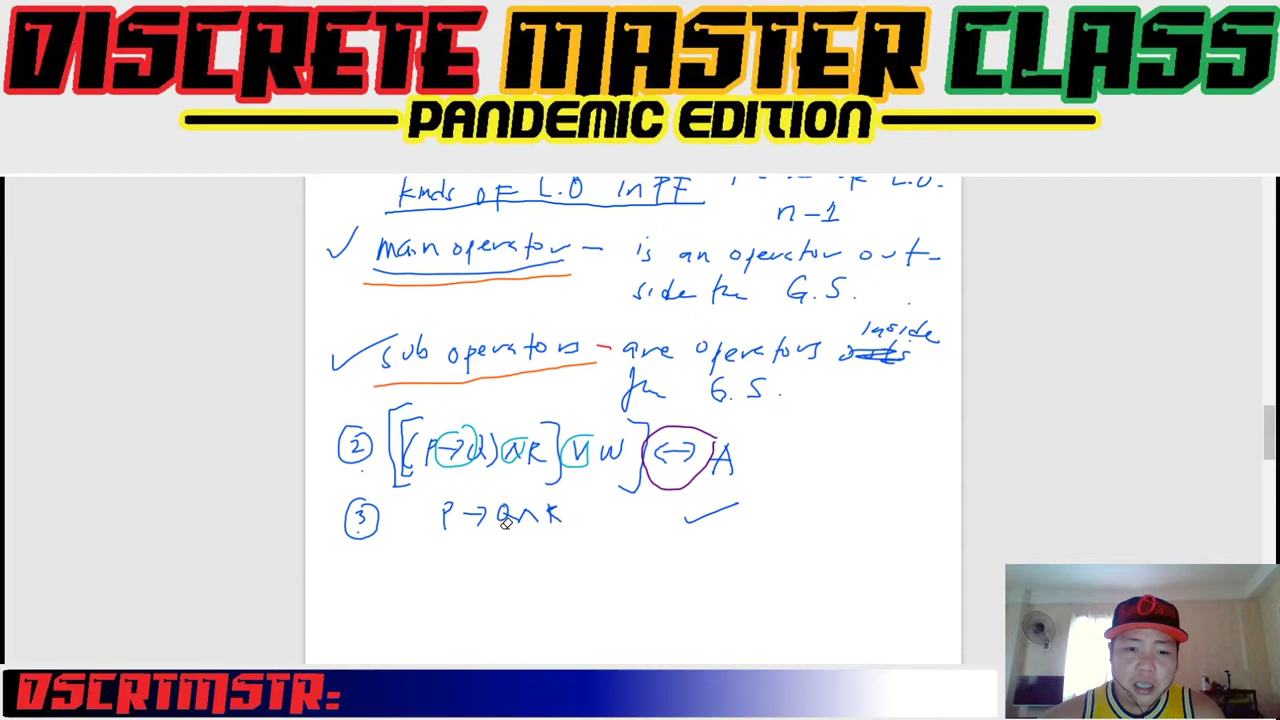 DISCRETE MASTER CLASS
PANDEMIC EDITION
kinds of L.O in PF
of L.O.
n-1
✓ main operator - is an operator out-
side the G.S.
✓ sub operators - are operators inside
the G.S.
② [[(P→Q)∧R]∨W]↔A
③ P→Q∧R ✓
DSCRTMSTR: